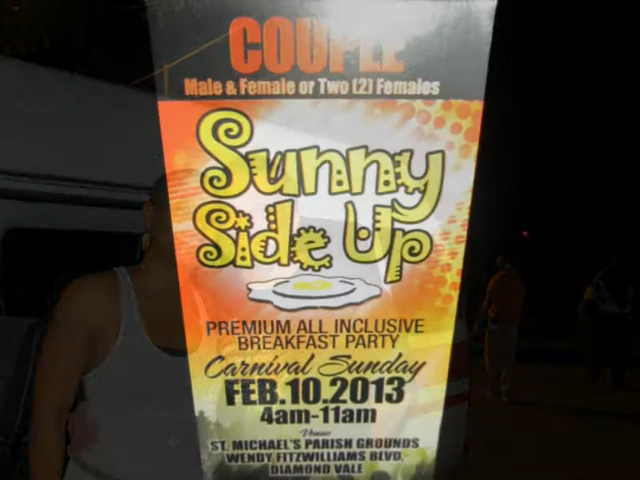 COUPLE
Male & Female or Two (2) Females
Sunny
Side Up
PREMIUM ALL INCLUSIVE
BREAKFAST PARTY
Carnival Sunday
FEB.10.2013
4am-11am
Venue
ST. MICHAEL'S PARISH GROUNDS
WENDY FITZWILLIAMS BLVD,
DIAMOND VALE